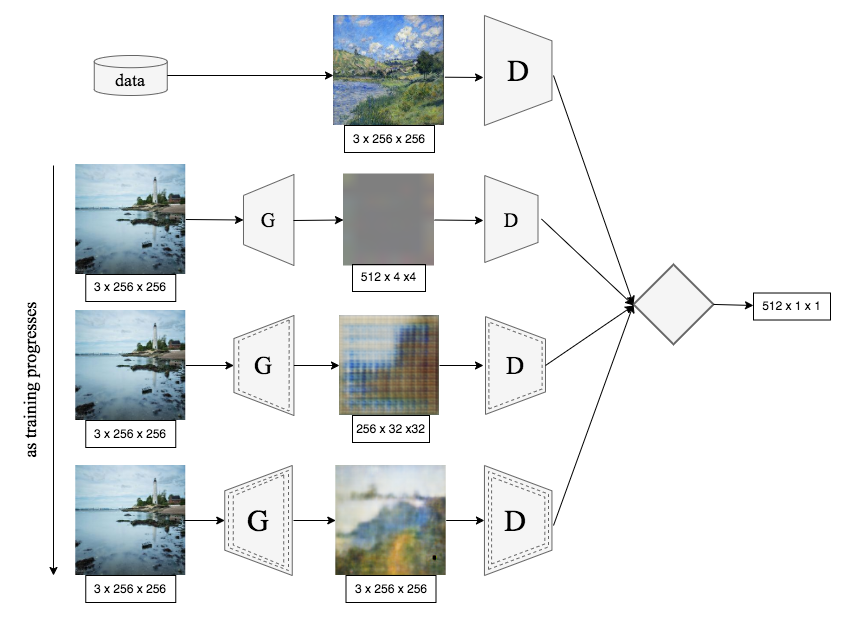 data
D
3 x 256 x 256
G
D
3 x 256 x 256
512 x 4 x4
512 x 1 x 1
as training progresses
G
D
3 x 256 x 256
256 x 32 x32
G
D
3 x 256 x 256
3 x 256 x 256